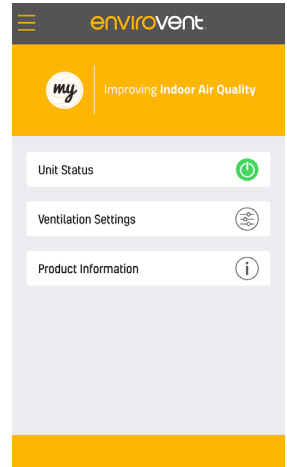 envirovent
my
Improving Indoor Air Quality
Unit Status
Ventilation Settings
Product Information
i